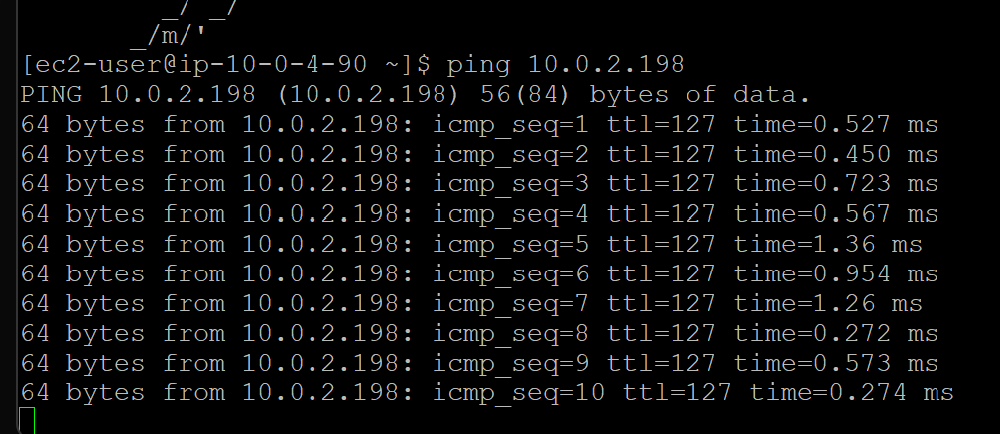 _/ _/
_/m/'
[ec2-user@ip-10-0-4-90 ~]$ ping 10.0.2.198
PING 10.0.2.198 (10.0.2.198) 56(84) bytes of data.
64 bytes from 10.0.2.198: icmp_seq=1 ttl=127 time=0.527 ms
64 bytes from 10.0.2.198: icmp_seq=2 ttl=127 time=0.450 ms
64 bytes from 10.0.2.198: icmp_seq=3 ttl=127 time=0.723 ms
64 bytes from 10.0.2.198: icmp_seq=4 ttl=127 time=0.567 ms
64 bytes from 10.0.2.198: icmp_seq=5 ttl=127 time=1.36 ms
64 bytes from 10.0.2.198: icmp_seq=6 ttl=127 time=0.954 ms
64 bytes from 10.0.2.198: icmp_seq=7 ttl=127 time=1.26 ms
64 bytes from 10.0.2.198: icmp_seq=8 ttl=127 time=0.272 ms
64 bytes from 10.0.2.198: icmp_seq=9 ttl=127 time=0.573 ms
64 bytes from 10.0.2.198: icmp_seq=10 ttl=127 time=0.274 ms